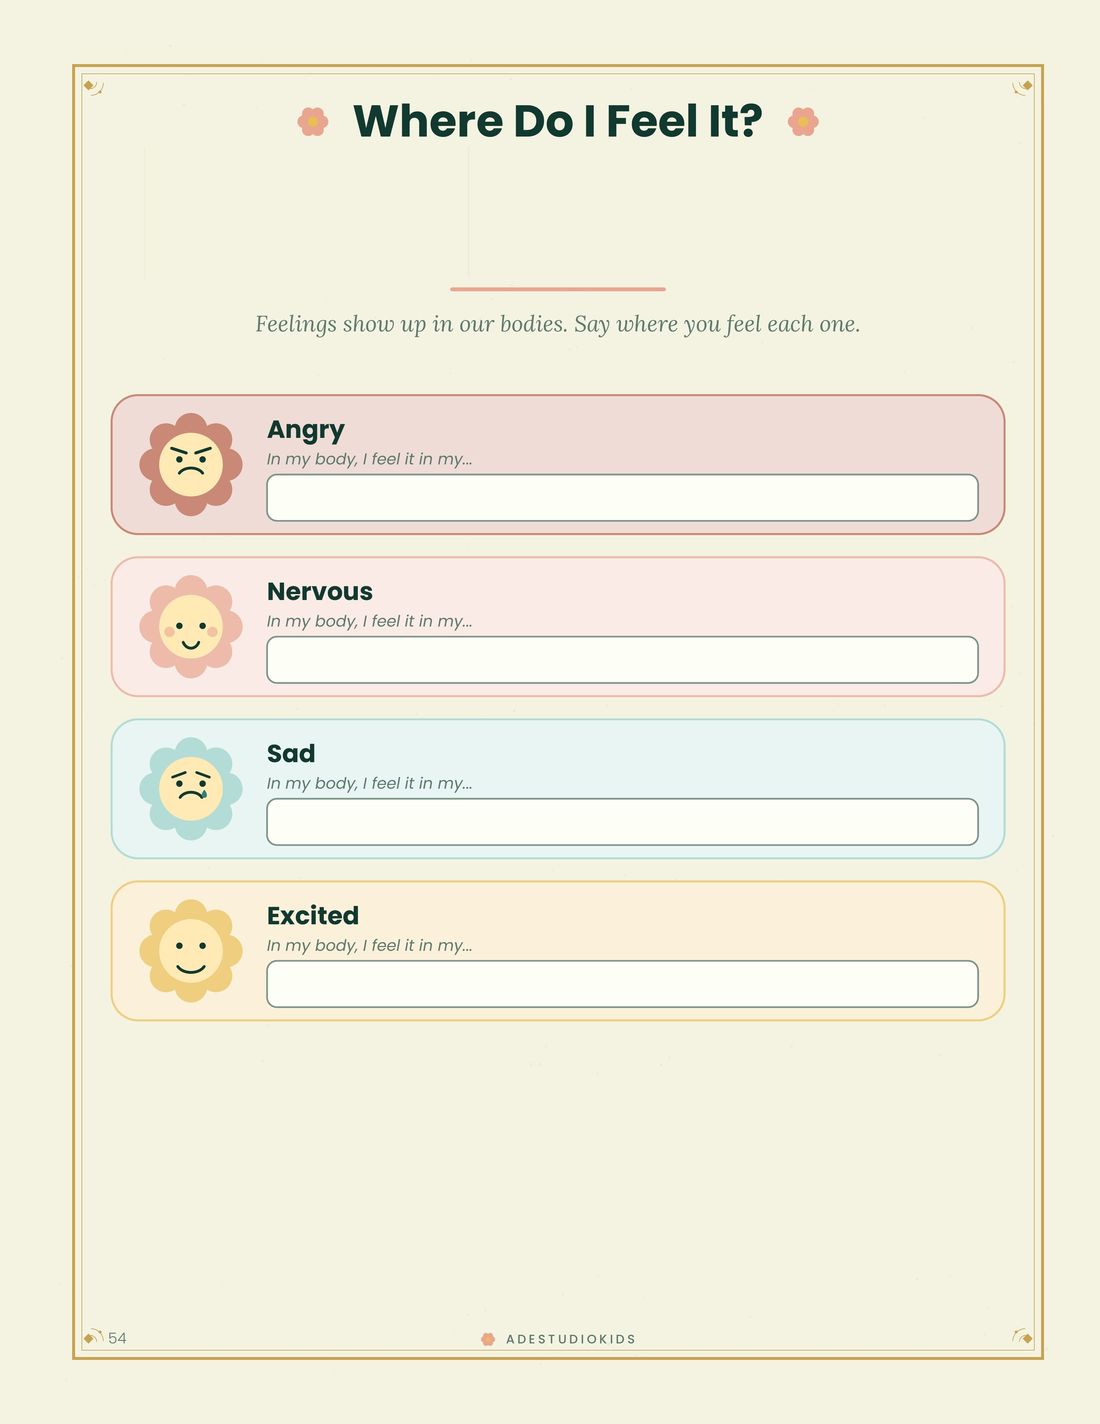 Where Do I Feel It?
Feelings show up in our bodies. Say where you feel each one.
Angry
In my body, I feel it in my...
Nervous
In my body, I feel it in my...
Sad
In my body, I feel it in my...
Excited
In my body, I feel it in my...
54
ADESTUDIOKIDS